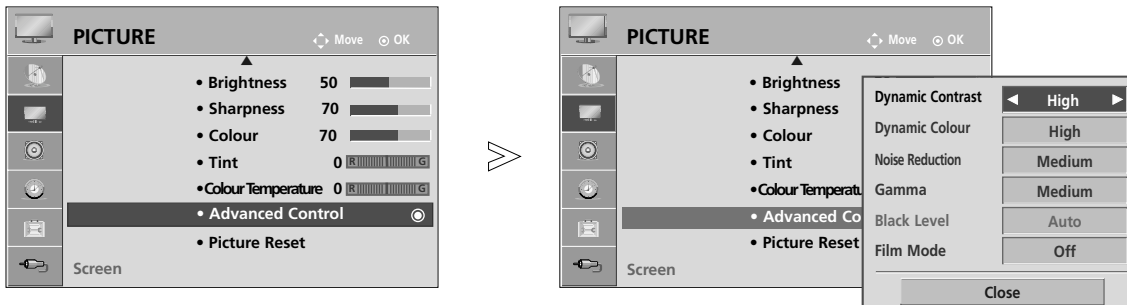 PICTURE
Move OK
• Brightness 50
• Sharpness 70
• Colour 70
• Tint 0 R G
• Colour Temperature 0 R G
• Advanced Control
• Picture Reset
Screen
PICTURE
Move OK
• Brightness
• Sharpness
• Colour
• Tint
• Colour Temperatu
• Advanced Co
• Picture Reset
Screen
Dynamic Contrast High
Dynamic Colour High
Noise Reduction Medium
Gamma Medium
Black Level Auto
Film Mode Off
Close